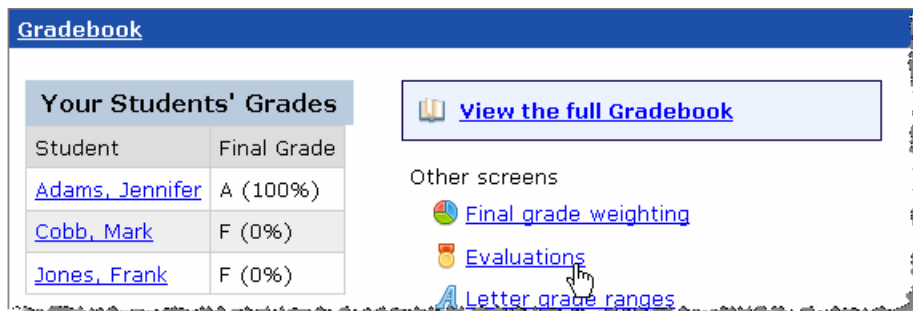 Gradebook
Your Students' Grades
Student Final Grade
Adams, Jennifer A (100%)
Cobb, Mark F (0%)
Jones, Frank F (0%)
View the full Gradebook
Other screens
Final grade weighting
Evaluations
Letter grade ranges